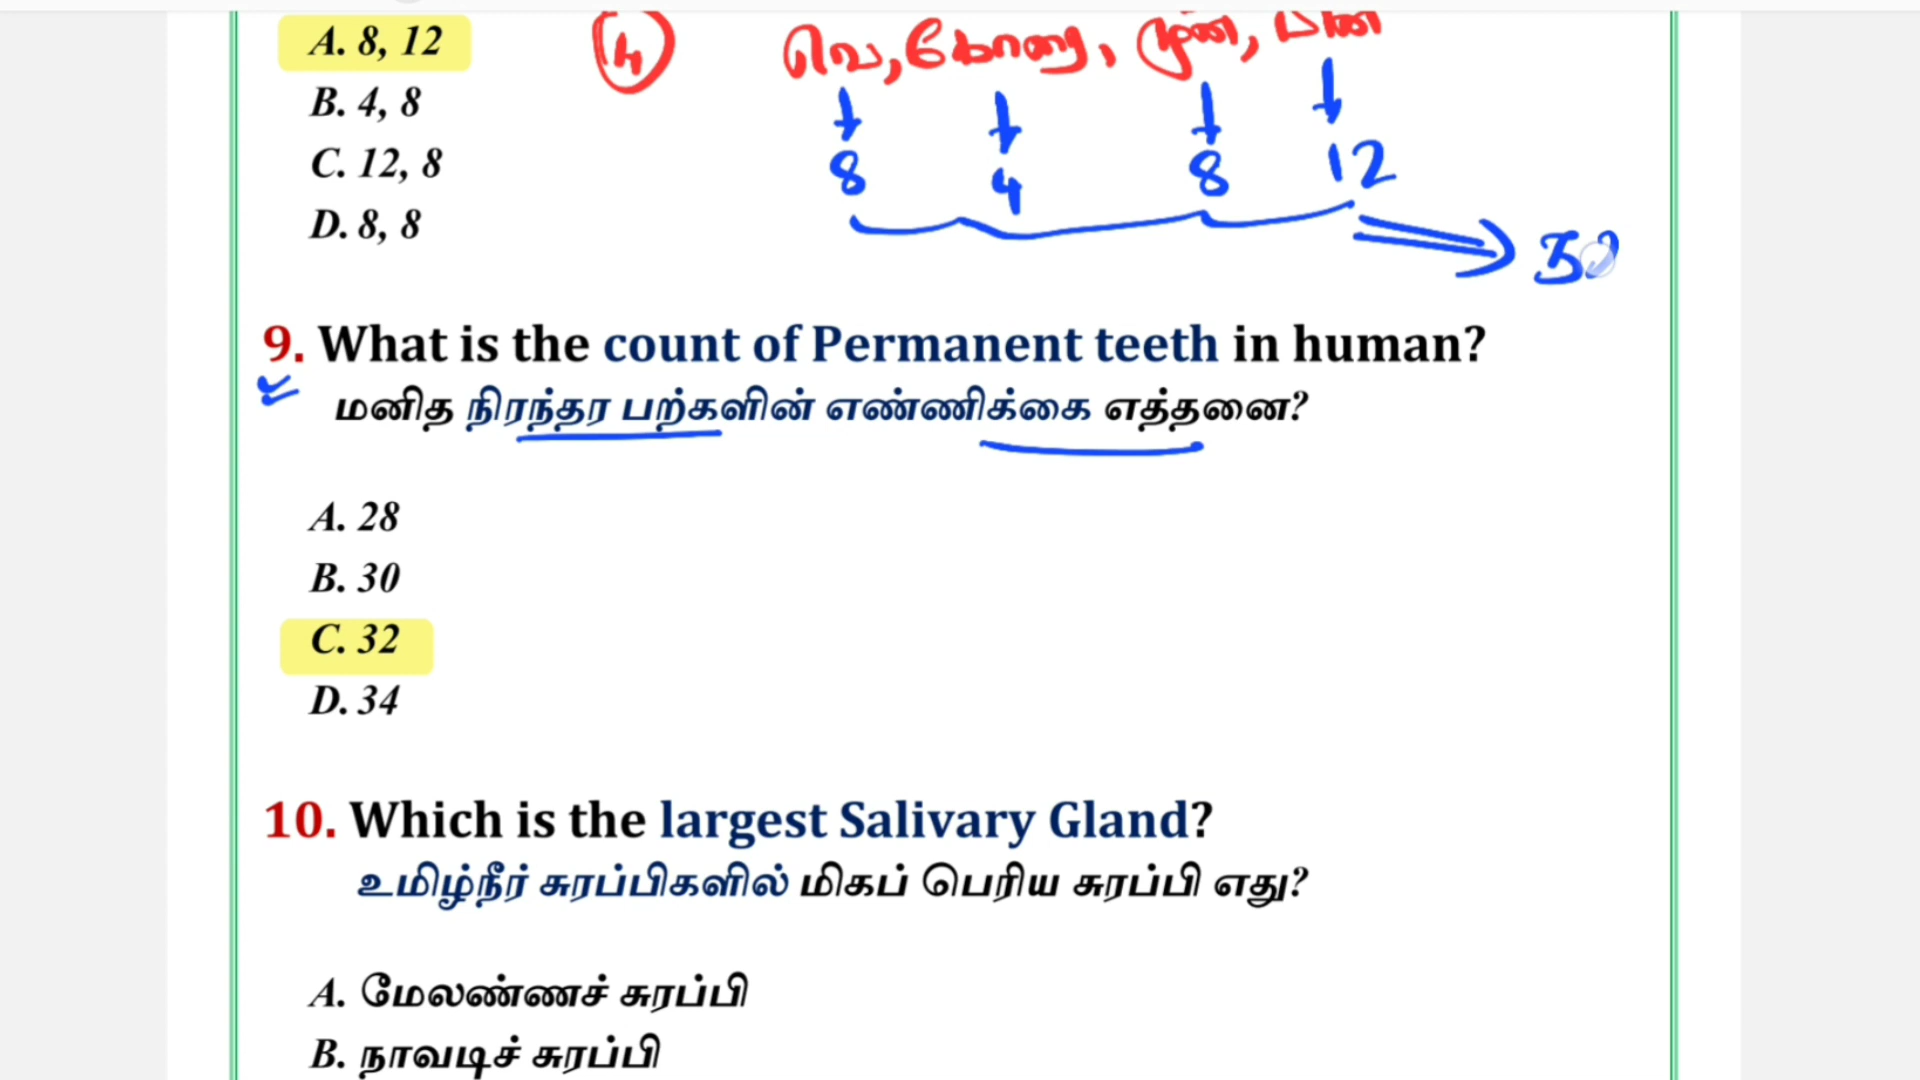 A. 8, 12
4
வெ, கோரை, முன், பின்
B. 4, 8
C. 12, 8
8 4 8 12
D. 8, 8
32
9. What is the count of Permanent teeth in human?
மனித நிரந்தர பற்களின் எண்ணிக்கை எத்தனை?
A. 28
B. 30
C. 32
D. 34
10. Which is the largest Salivary Gland?
உமிழ்நீர் சுரப்பிகளில் மிகப் பெரிய சுரப்பி எது?
A. மேலண்ணச் சுரப்பி
B. நாவடிச் சுரப்பி